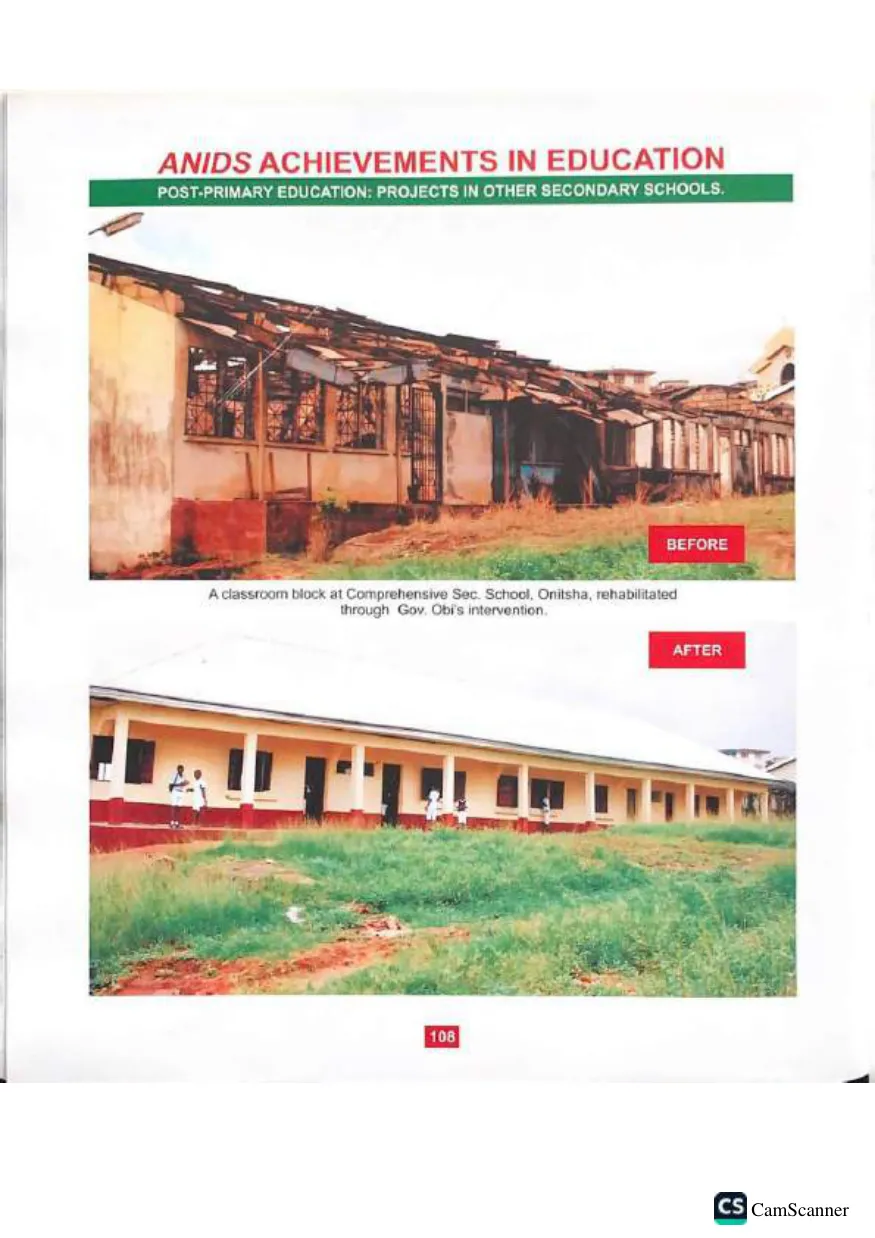 ANIDS ACHIEVEMENTS IN EDUCATION
POST-PRIMARY EDUCATION: PROJECTS IN OTHER SECONDARY SCHOOLS.
BEFORE
A classroom block at Comprehensive Sec. School, Onitsha, rehabilitated
through Gov. Obi's intervention.
AFTER
108
CS CamScanner